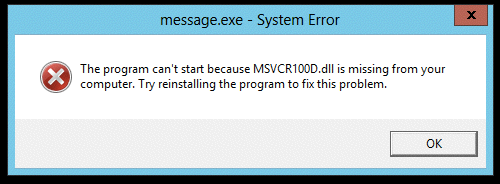 message.exe - System Error
The program can't start because MSVCR100D.dll is missing from your
computer. Try reinstalling the program to fix this problem.
OK